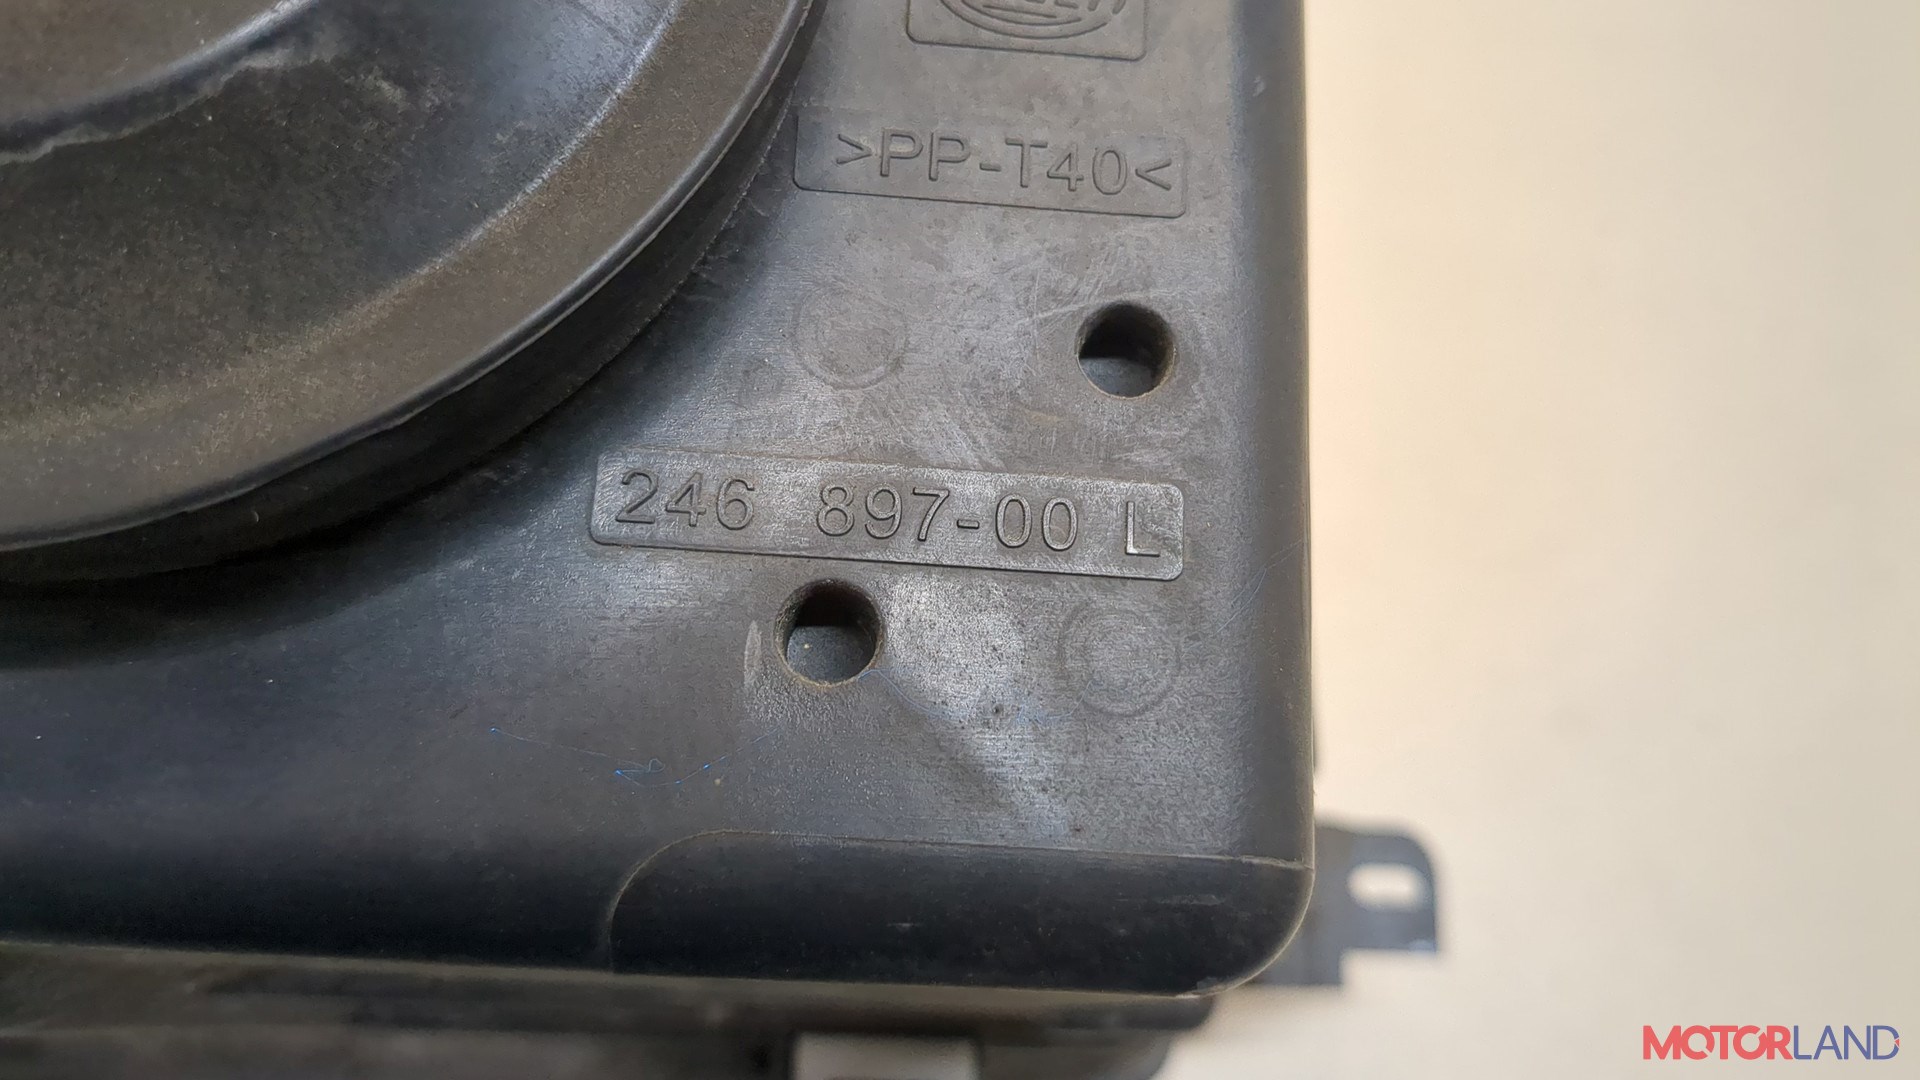 >PP-T40<
246 897-00 L
MOTORLAND